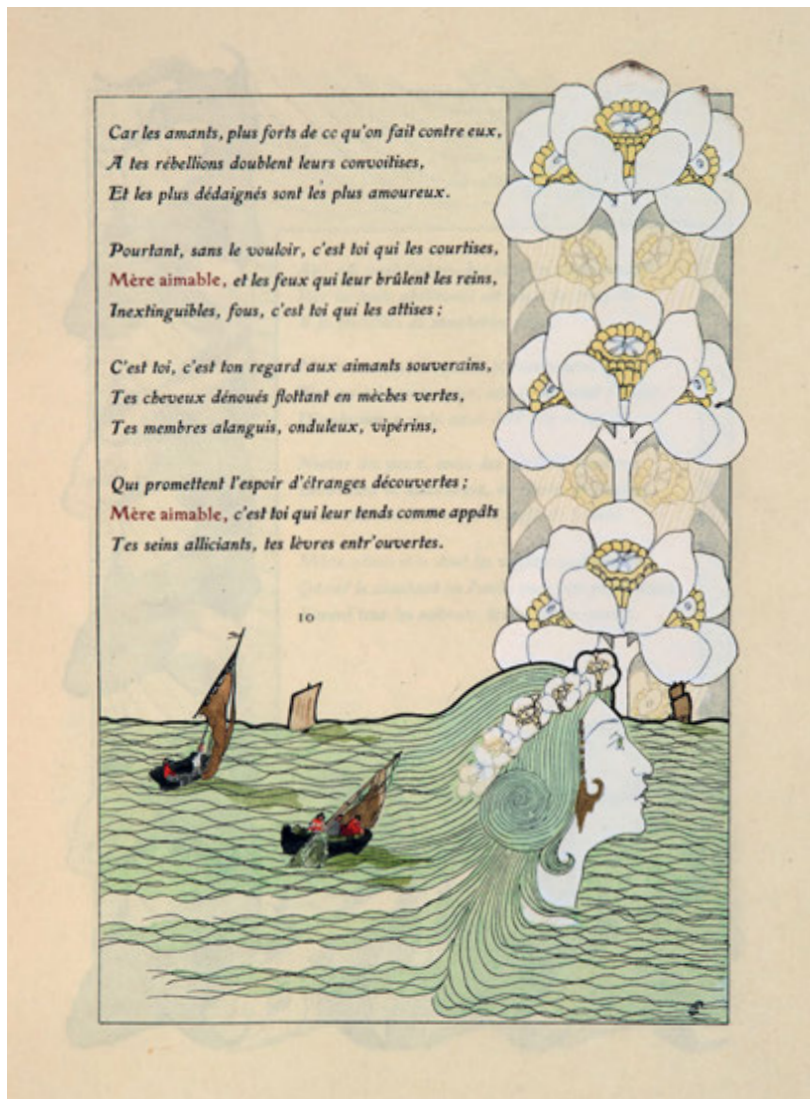 Car les amants, plus forts de ce qu'on fait contre eux,
A tes rébellions doublent leurs convoitises,
Et les plus dédaignés sont les plus amoureux.
Pourtant, sans le vouloir, c'est toi qui les courtises,
Mère aimable, et les feux qui leur brûlent les reins,
Inextinguibles, fous, c'est toi qui les attises ;
C'est toi, c'est ton regard aux aimants souverains,
Tes cheveux dénoués flottant en mèches vertes,
Tes membres alanguis, onduleux, vipérins,
Qui promettent l'espoir d'étranges découvertes ;
Mère aimable, c'est toi qui leur tends comme appâts
Tes seins alliciants, tes lèvres entr'ouvertes.
10